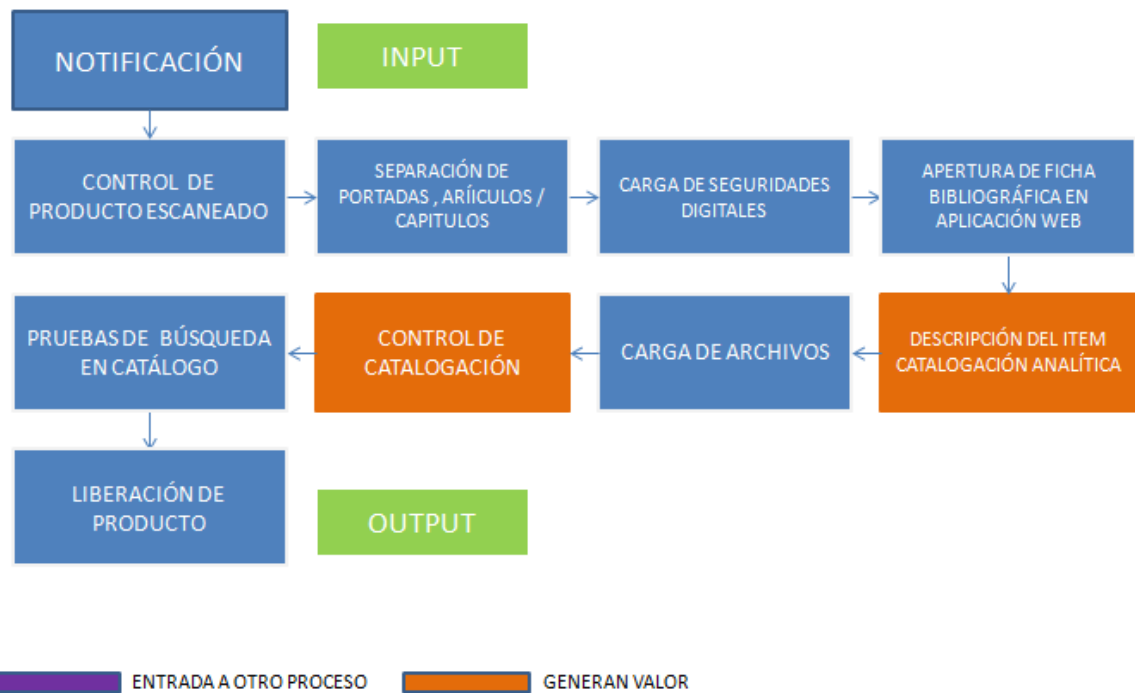 NOTIFICACIÓN
INPUT
CONTROL DE
PRODUCTO ESCANEADO
SEPARACIÓN DE
PORTADAS , ARIÍCULOS /
CAPITULOS
CARGA DE SEGURIDADES
DIGITALES
APERTURA DE FICHA
BIBLIOGRÁFICA EN
APLICACIÓN WEB
PRUEBAS DE BÚSQUEDA
EN CATÁLOGO
CONTROL DE
CATALOGACIÓN
CARGA DE ARCHIVOS
DESCRIPCIÓN DEL ITEM
CATALOGACIÓN ANALÍTICA
LIBERACIÓN DE
PRODUCTO
OUTPUT
ENTRADA A OTRO PROCESO
GENERAN VALOR